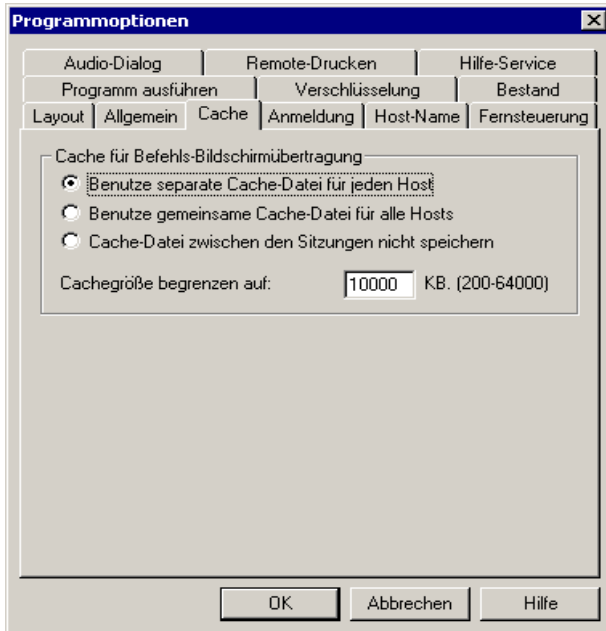 Programmoptionen
Audio-Dialog Remote-Drucken Hilfe-Service
Programm ausführen Verschlüsselung Bestand
Layout Allgemein Cache Anmeldung Host-Name Fernsteuerung
Cache für Befehls-Bildschirmübertragung
Benutze separate Cache-Datei für jeden Host
Benutze gemeinsame Cache-Datei für alle Hosts
Cache-Datei zwischen den Sitzungen nicht speichern
Cachegröße begrenzen auf: 10000 KB. (200-64000)
OK Abbrechen Hilfe